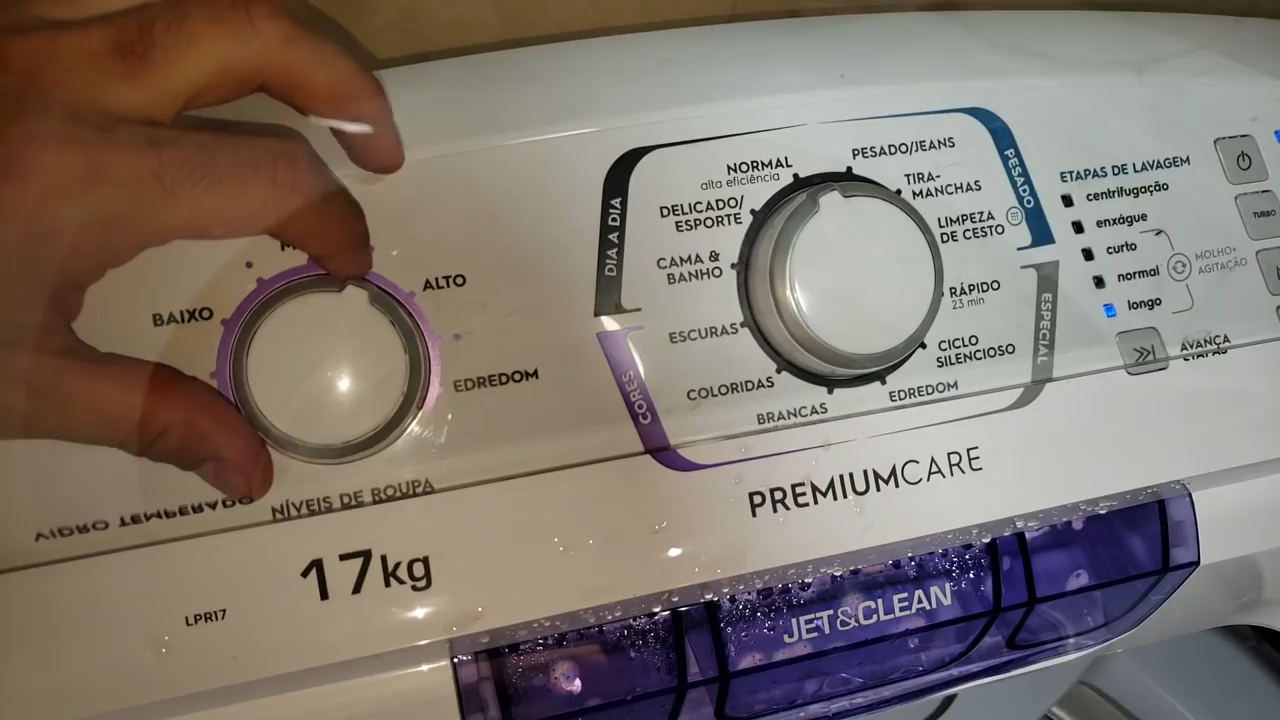 BAIXO
ALTO
EDREDOM
NÍVEIS DE ROUPA
VIDRO TEMPERADO
17kg
LPR17
DIA A DIA
NORMAL
alta eficiência
DELICADO/
ESPORTE
CAMA &
BANHO
CORES
ESCURAS
COLORIDAS
BRANCAS
PESADO
PESADO/JEANS
TIRA-
MANCHAS
LIMPEZA
DE CESTO
ESPECIAL
RÁPIDO
23 min
CICLO
SILENCIOSO
EDREDOM
ETAPAS DE LAVAGEM
centrifugação
enxágue
curto
normal
longo
MOLHO+
AGITAÇÃO
TURBO
AVANÇA
ETAPAS
PREMIUMCARE
JET&CLEAN